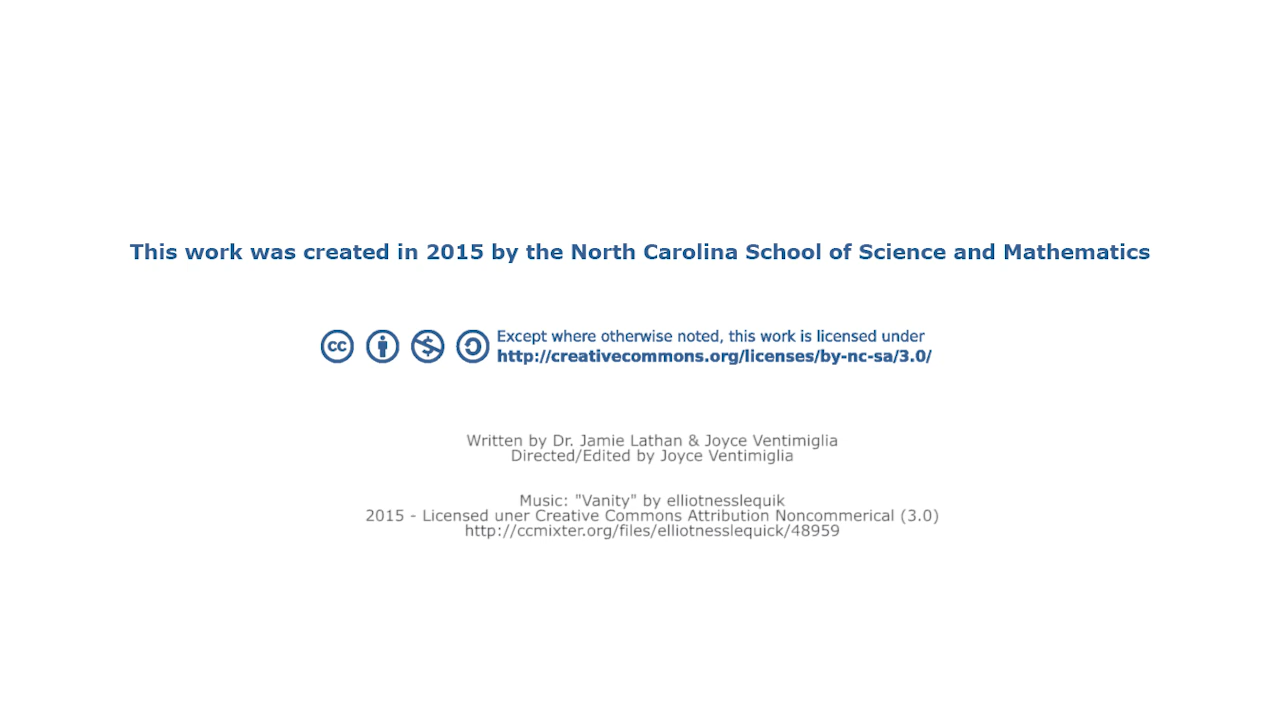 This work was created in 2015 by the North Carolina School of Science and Mathematics
cc
Except where otherwise noted, this work is licensed under
http://creativecommons.org/licenses/by-nc-sa/3.0/
Written by Dr. Jamie Lathan & Joyce Ventimiglia
Directed/Edited by Joyce Ventimiglia
Music: "Vanity" by elliotnesslequik
2015 - Licensed uner Creative Commons Attribution Noncommerical (3.0)
http://ccmixter.org/files/elliotnesslequick/48959